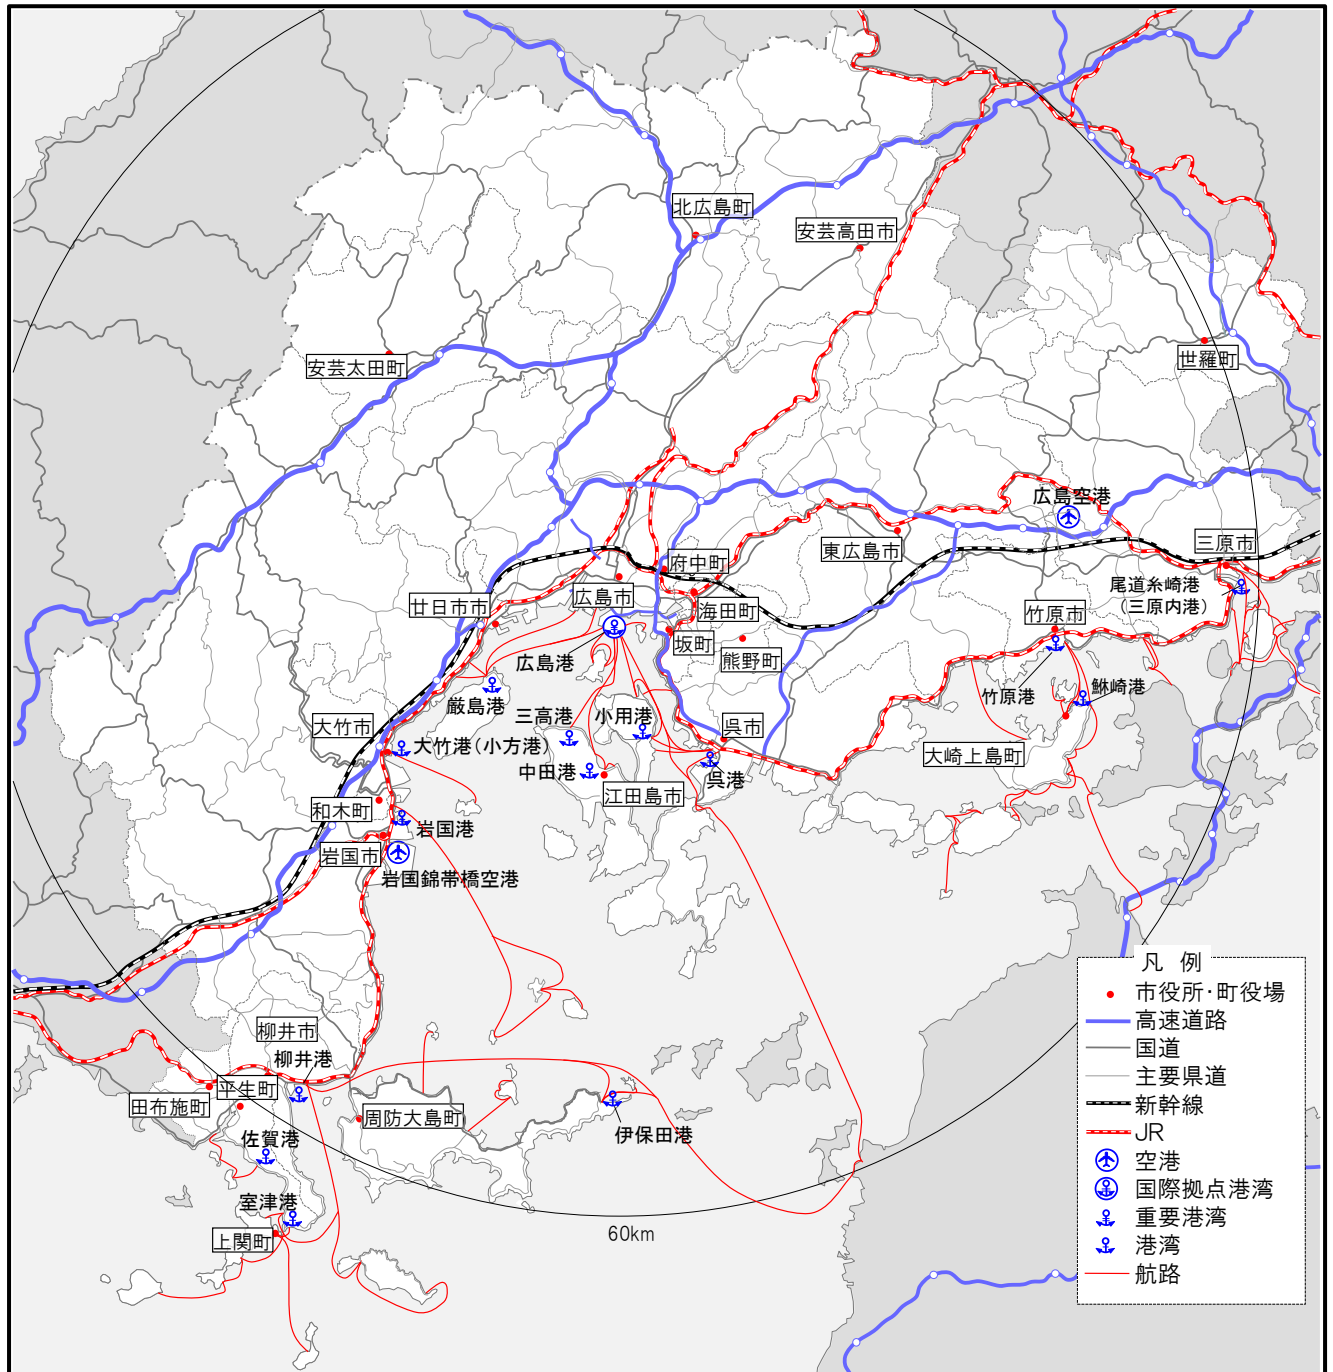 北広島町
安芸高田市
安芸太田町
世羅町
広島空港
東広島市
三原市
府中町
尾道糸崎港
(三原内港)
廿日市市
広島市
海田町
竹原市
坂町
広島港
熊野町
竹原港
鮴崎港
厳島港
三高港
小用港
大竹市
呉市
大竹港(小方港)
大崎上島町
中田港
呉港
江田島市
和木町
岩国港
岩国市
岩国錦帯橋空港
柳井市
柳井港
平生町
田布施町
周防大島町
伊保田港
佐賀港
室津港
上関町
60km
凡 例
市役所・町役場
高速道路
国道
主要県道
新幹線
JR
空港
国際拠点港湾
重要港湾
港湾
航路